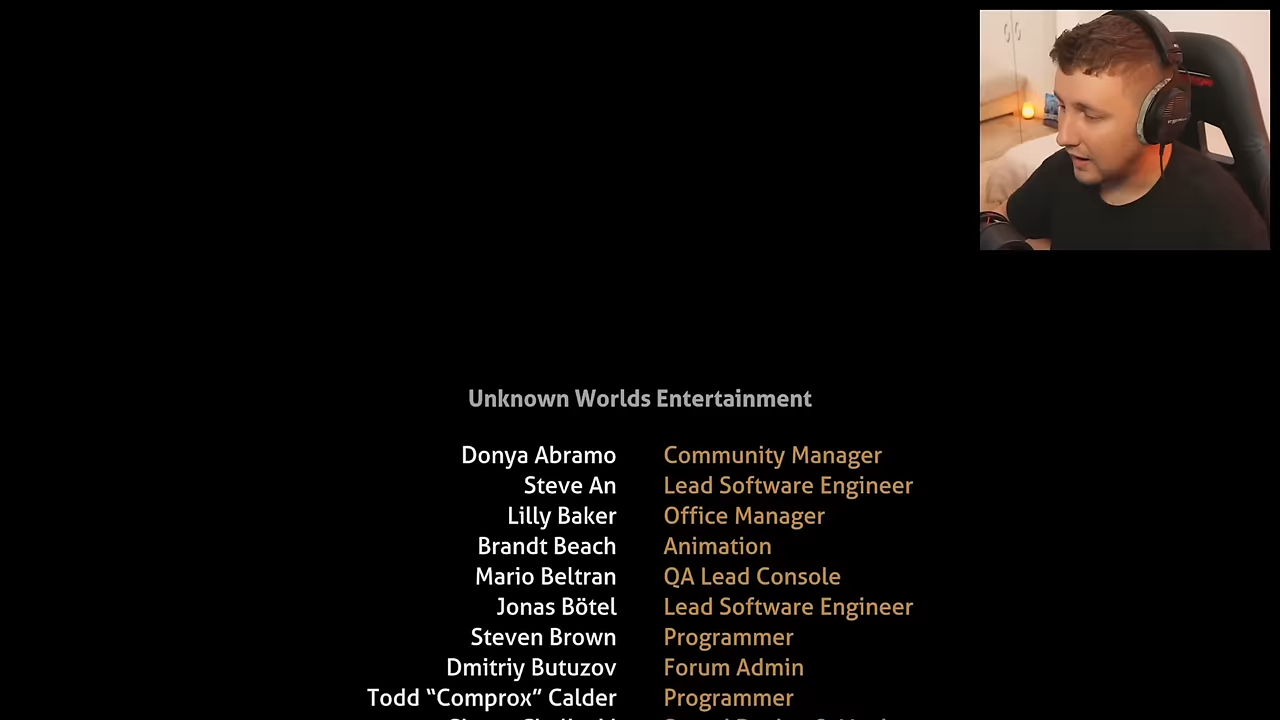 Unknown Worlds Entertainment
Donya Abramo Community Manager
Steve An Lead Software Engineer
Lilly Baker Office Manager
Brandt Beach Animation
Mario Beltran QA Lead Console
Jonas Bötel Lead Software Engineer
Steven Brown Programmer
Dmitriy Butuzov Forum Admin
Todd “Comprox” Calder Programmer